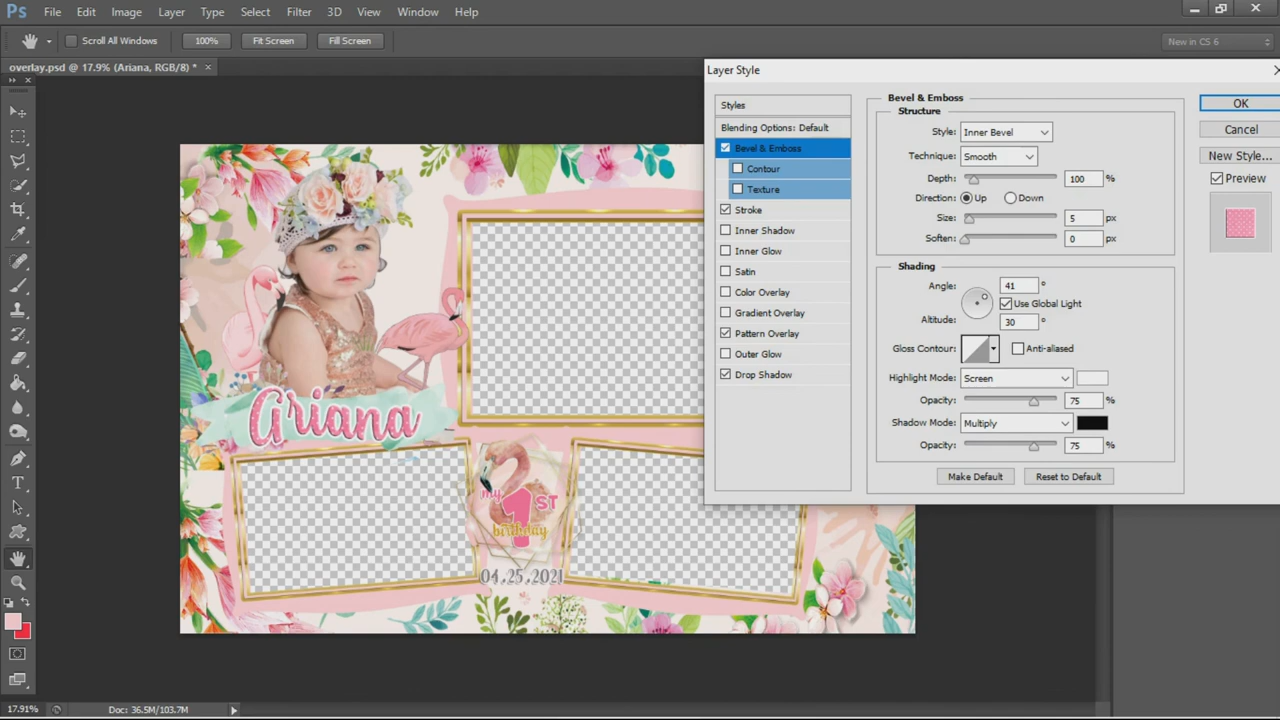 Ps File Edit Image Layer Type Select Filter 3D View Window Help
Scroll All Windows 100% Fit Screen Fill Screen New in CS 6
overlay.psd @ 17.9% (Ariana, RGB/8) * ×
Layer Style
Styles
Blending Options: Default
Bevel & Emboss
Contour
Texture
Stroke
Inner Shadow
Inner Glow
Satin
Color Overlay
Gradient Overlay
Pattern Overlay
Outer Glow
Drop Shadow
Bevel & Emboss
Structure
Style: Inner Bevel
Technique: Smooth
Depth: 100 %
Direction: Up Down
Size: 5 px
Soften: 0 px
Shading
Angle: 41 °
Use Global Light
Altitude: 30 °
Gloss Contour: Anti-aliased
Highlight Mode: Screen
Opacity: 75 %
Shadow Mode: Multiply
Opacity: 75 %
Make Default Reset to Default
OK
Cancel
New Style...
Preview
Ariana
my 1ST
birthday
04.25.2021
17.91% Doc: 36.5M/103.7M